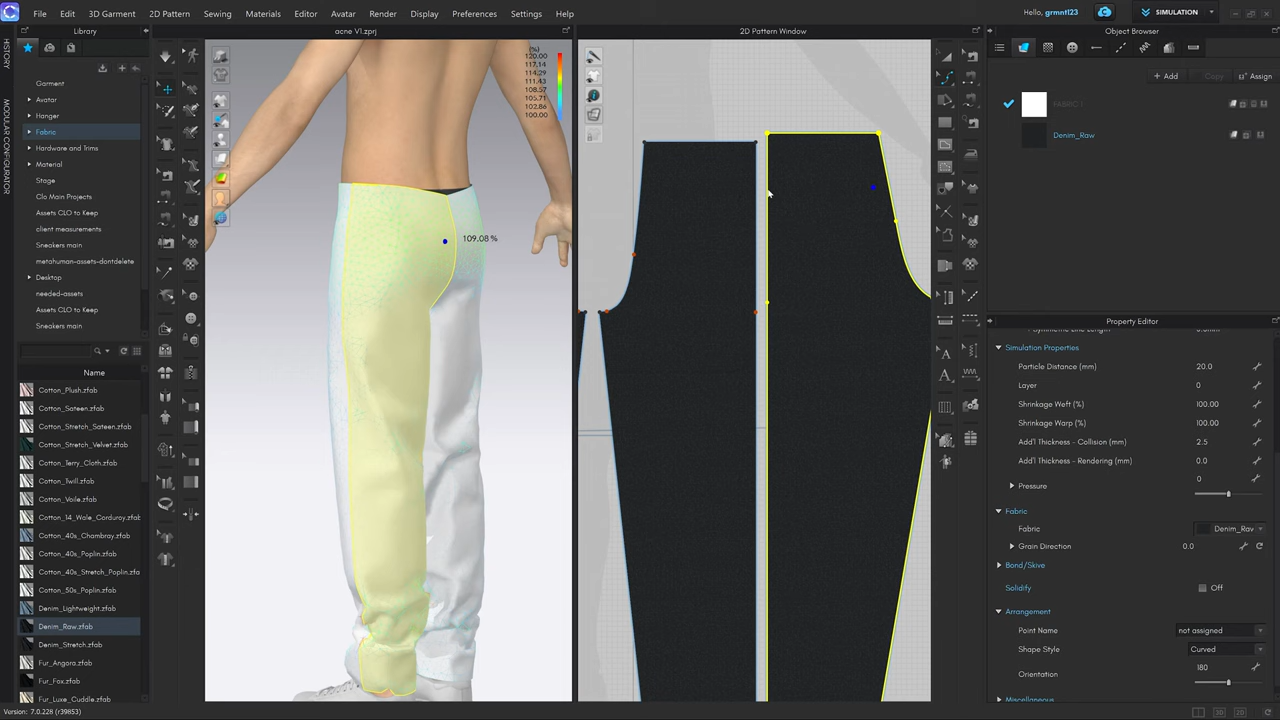 File Edit 3D Garment 2D Pattern Sewing Materials Editor Avatar Render Display Preferences Settings Help
Hello, grmntl23
SIMULATION
HISTORY
MODULAR CONFIGURATOR
Library
Garment
Avatar
Hanger
Fabric
Hardware and Trims
Material
Stage
Clo Main Projects
Assets CLO to Keep
client measurements
Sneakers main
metahuman-assets-dontdelete
Desktop
needed-assets
Assets CLO to Keep
Sneakers main
Name
Cotton_Plush.zfab
Cotton_Sateen.zfab
Cotton_Stretch_Sateen.zfab
Cotton_Stretch_Velvet.zfab
Cotton_Terry_Cloth.zfab
Cotton_Twill.zfab
Cotton_Voile.zfab
Cotton_14_Wale_Corduroy.zfab
Cotton_40s_Chambray.zfab
Cotton_40s_Poplin.zfab
Cotton_40s_Stretch_Poplin.zfa
Cotton_50s_Poplin.zfab
Denim_Lightweight.zfab
Denim_Raw.zfab
Denim_Stretch.zfab
Fur_Angora.zfab
Fur_Fox.zfab
Fur_Luxe_Cuddle.zfab
Version: 7.0.228 (r39853)
acne V1.zprj
(%)
120.00
117.14
114.29
111.43
108.57
105.71
102.86
100.00
109.08 %
2D Pattern Window
Object Browser
+ Add Copy Assign
FABRIC 1
Denim_Raw
Property Editor
Simulation Properties
Particle Distance (mm) 20.0
Layer 0
Shrinkage Weft (%) 100.00
Shrinkage Warp (%) 100.00
Add'l Thickness - Collision (mm) 2.5
Add'l Thickness - Rendering (mm) 0.0
Pressure 0
Fabric
Fabric Denim_Rav
Grain Direction 0.0
Bond/Skive
Solidify Off
Arrangement
Point Name not assigned
Shape Style Curved
Orientation 180
Miscellaneous
3D 2D